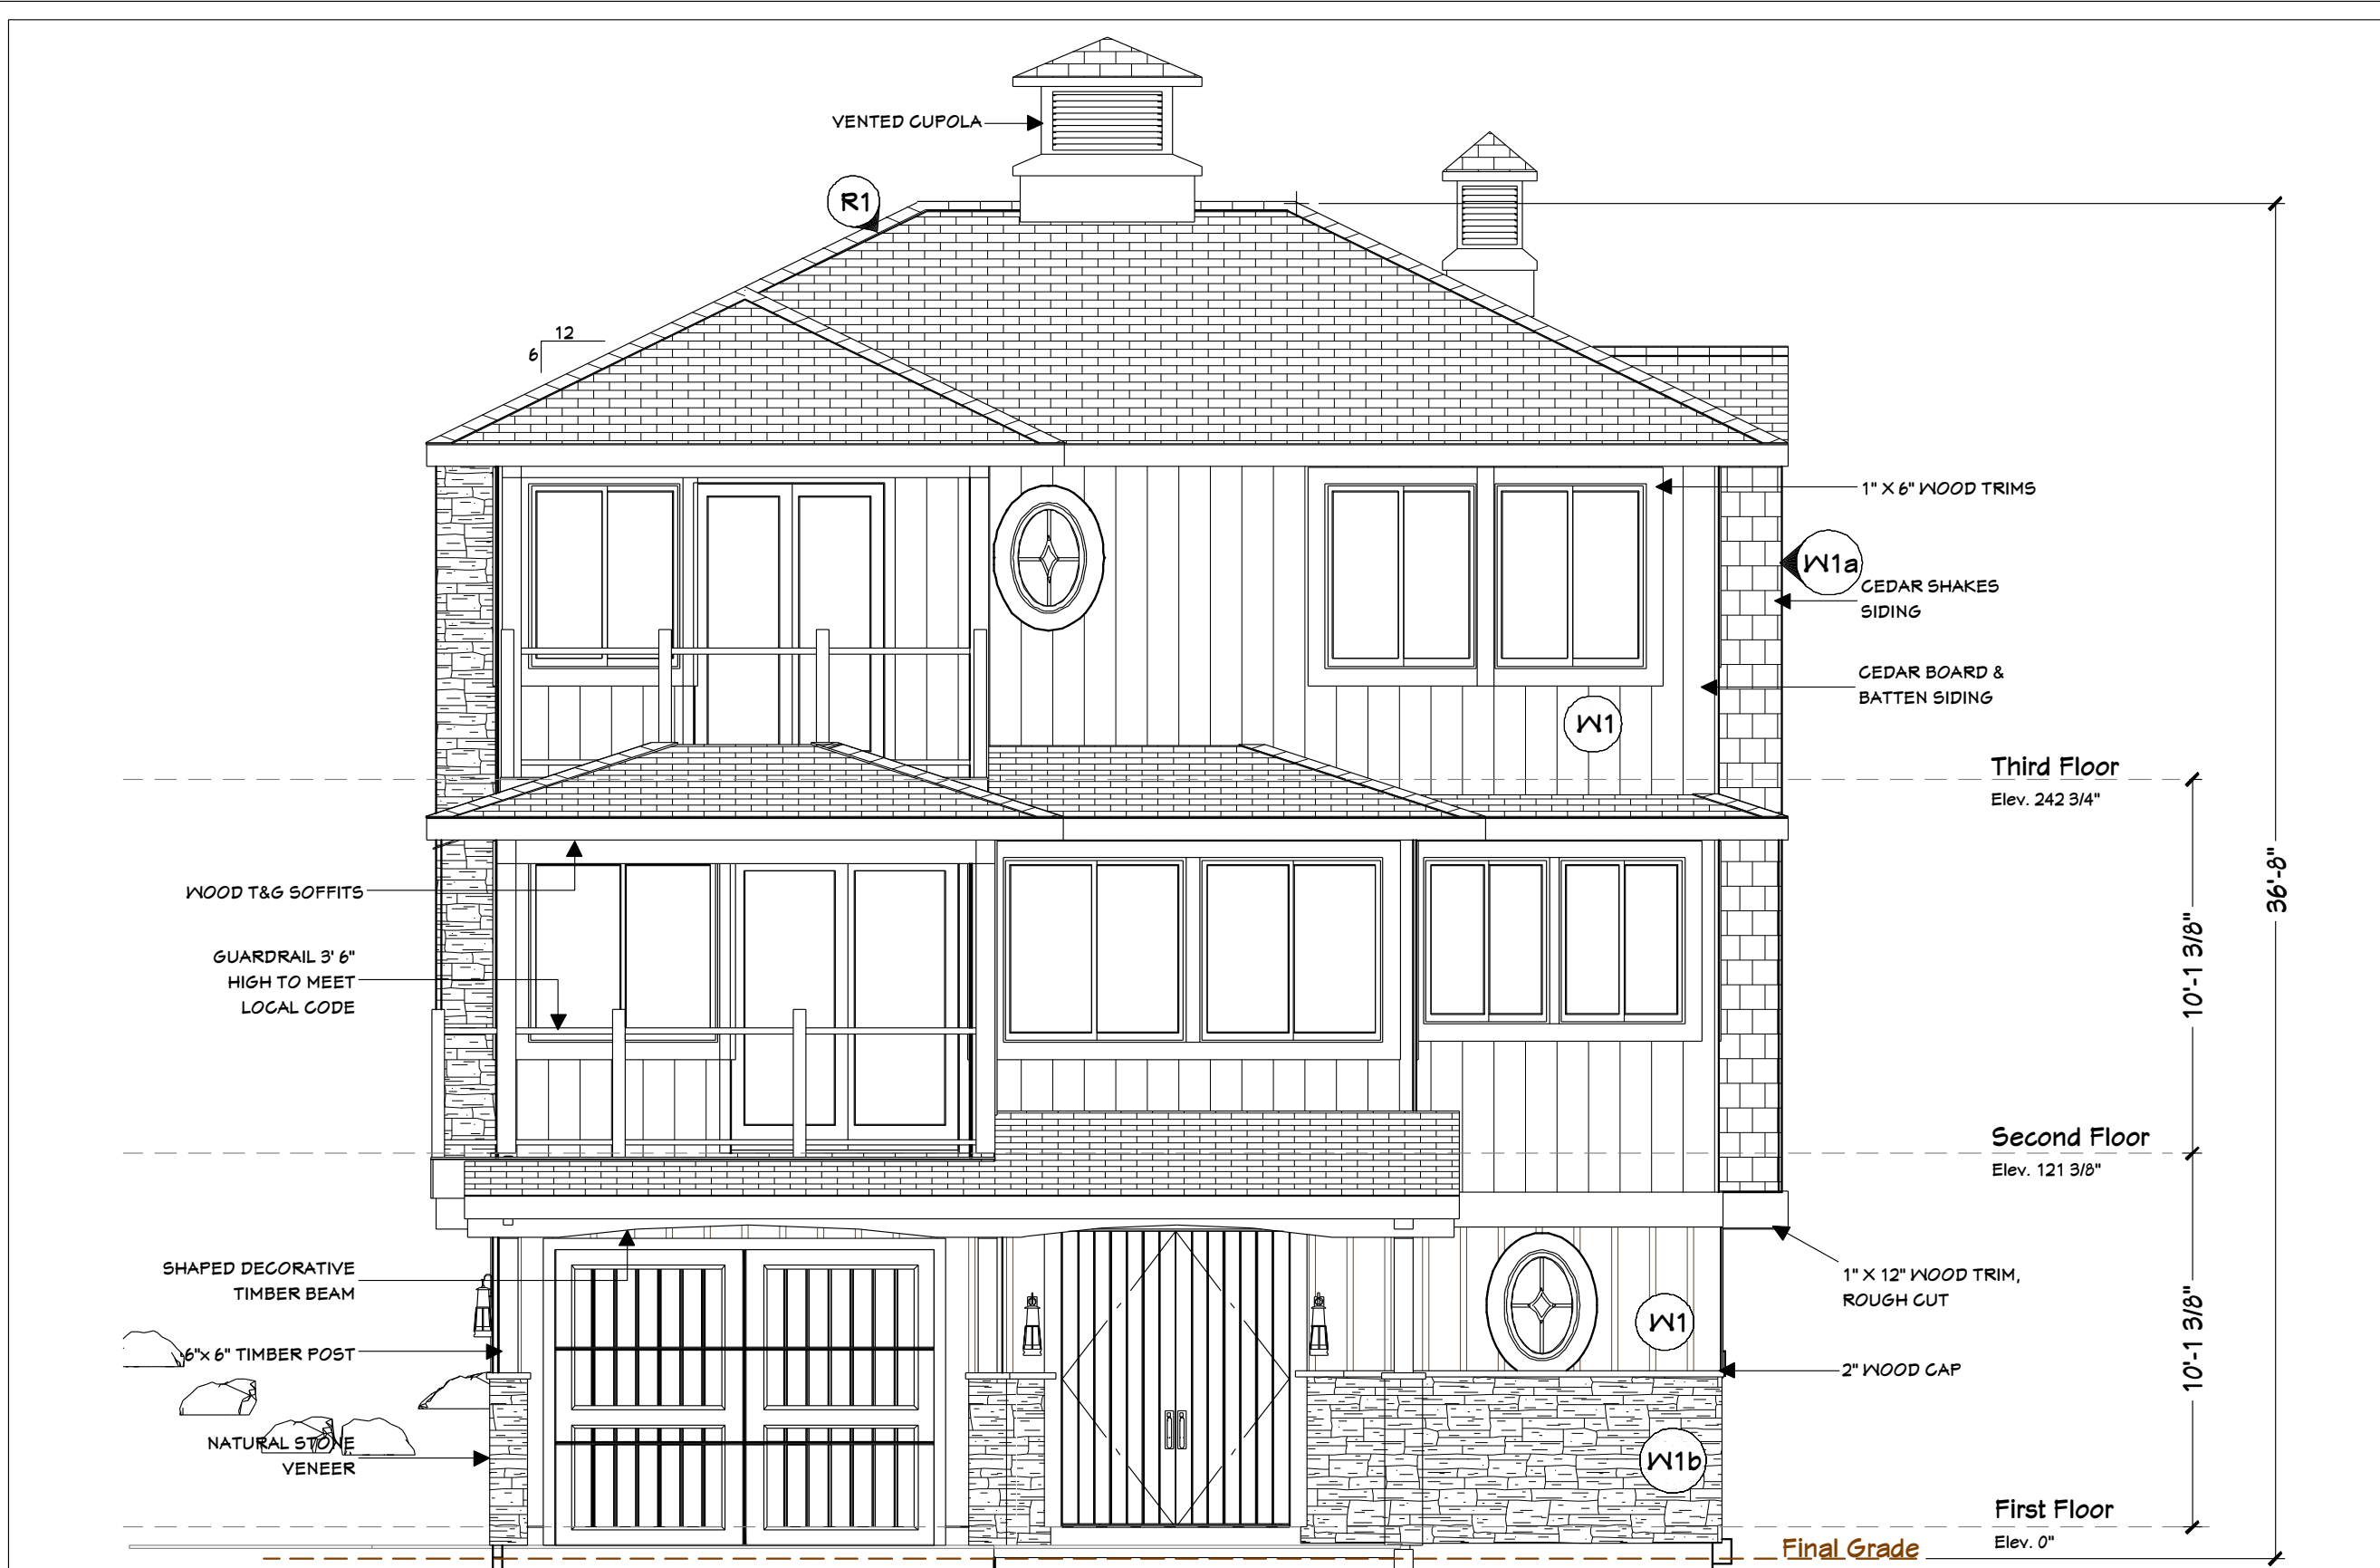 VENTED CUPOLA
R1
12
6
1" X 6" WOOD TRIMS
W1a
CEDAR SHAKES
SIDING
CEDAR BOARD &
BATTEN SIDING
W1
Third Floor
Elev. 242 3/4"
36'-8"
WOOD T&G SOFFITS
10'-1 3/8"
GUARDRAIL 3' 6"
HIGH TO MEET
LOCAL CODE
Second Floor
Elev. 121 3/8"
SHAPED DECORATIVE
TIMBER BEAM
1" X 12" WOOD TRIM,
ROUGH CUT
W1
10'-1 3/8"
6"x 6" TIMBER POST
2" WOOD CAP
NATURAL STONE
VENEER
W1b
First Floor
Elev. 0"
Final Grade